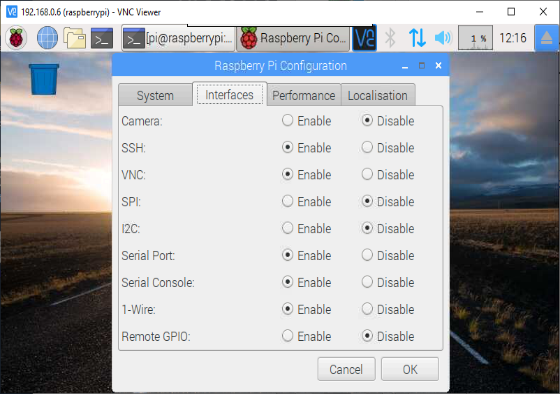 192.168.0.6 (raspberrypi) - VNC Viewer
[pi@raspberrypi:... Raspberry Pi Co... 1 % 12:16
Raspberry Pi Configuration
System Interfaces Performance Localisation
Camera: Enable Disable
SSH: Enable Disable
VNC: Enable Disable
SPI: Enable Disable
I2C: Enable Disable
Serial Port: Enable Disable
Serial Console: Enable Disable
1-Wire: Enable Disable
Remote GPIO: Enable Disable
Cancel OK